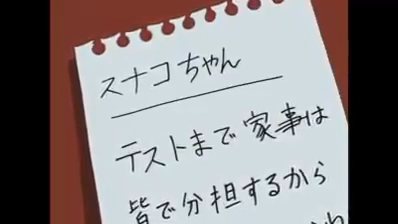 スナコちゃん
テストまで家事は
皆で分担するから